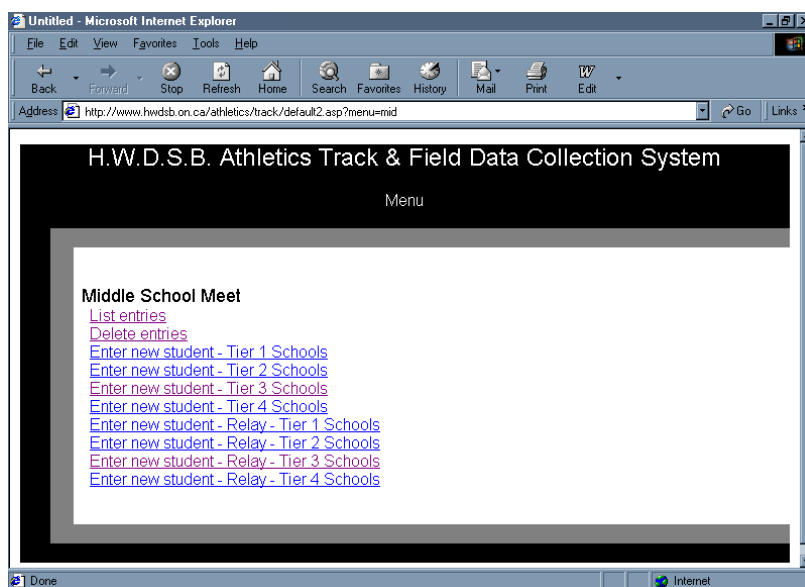 Untitled - Microsoft Internet Explorer
File Edit View Favorites Tools Help
Back Forward Stop Refresh Home Search Favorites History Mail Print Edit
Address http://www.hwdsb.on.ca/athletics/track/default2.asp?menu=mid Go Links
H.W.D.S.B. Athletics Track & Field Data Collection System
Menu
Middle School Meet
List entries
Delete entries
Enter new student - Tier 1 Schools
Enter new student - Tier 2 Schools
Enter new student - Tier 3 Schools
Enter new student - Tier 4 Schools
Enter new student - Relay - Tier 1 Schools
Enter new student - Relay - Tier 2 Schools
Enter new student - Relay - Tier 3 Schools
Enter new student - Relay - Tier 4 Schools
Done Internet